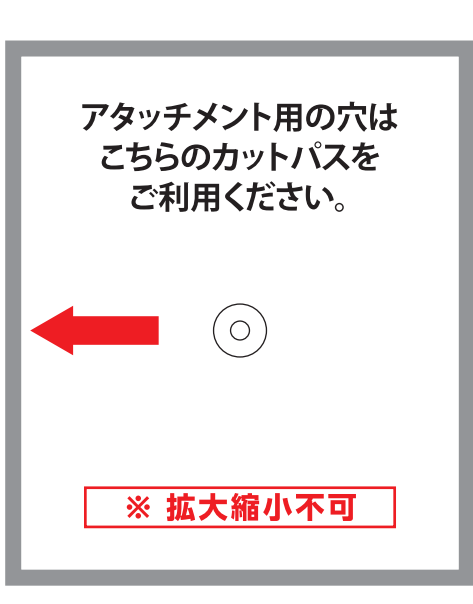 アタッチメント用の穴は
こちらのカットパスを
ご利用ください。
※ 拡大縮小不可